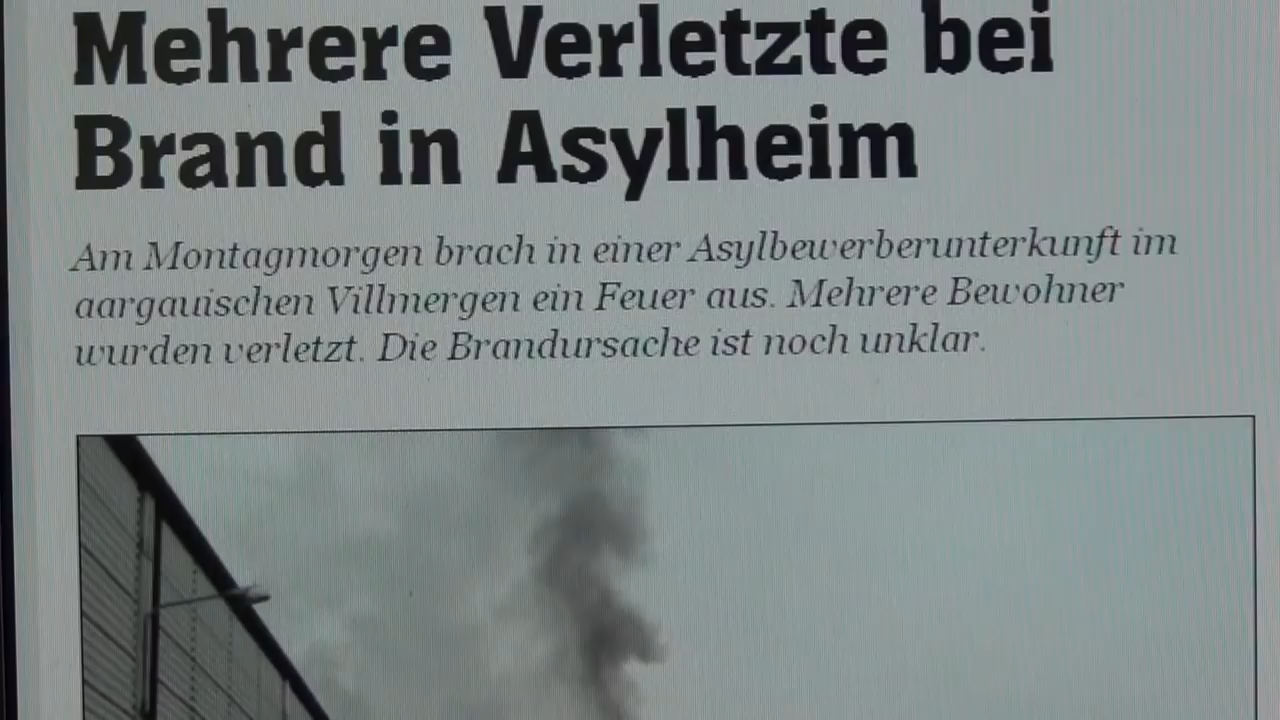 Mehrere Verletzte bei
Brand in Asylheim
Am Montagmorgen brach in einer Asylbewerberunterkunft im
aargauischen Villmergen ein Feuer aus. Mehrere Bewohner
wurden verletzt. Die Brandursache ist noch unklar.